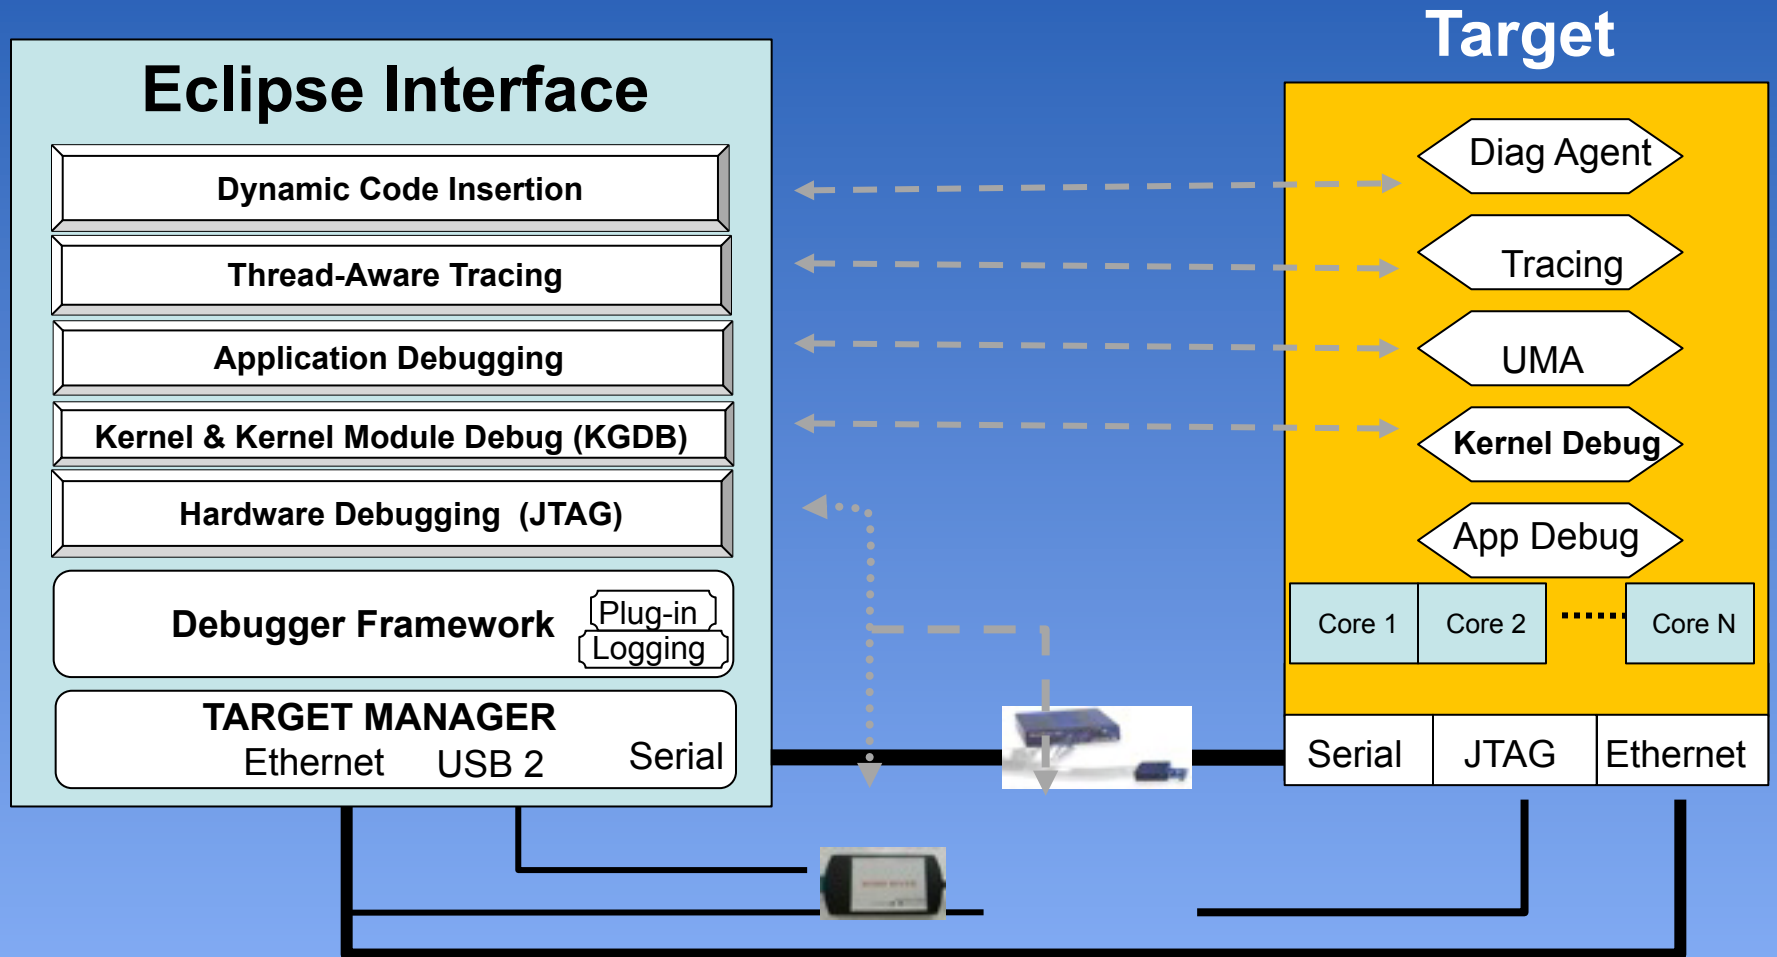 Target
Eclipse Interface
Dynamic Code Insertion
Thread-Aware Tracing
Application Debugging
Kernel & Kernel Module Debug (KGDB)
Hardware Debugging (JTAG)
Debugger Framework
Plug-in
Logging
TARGET MANAGER
Ethernet
USB 2
Serial
Diag Agent
Tracing
UMA
Kernel Debug
App Debug
Core 1
Core 2
Core N
Serial
JTAG
Ethernet